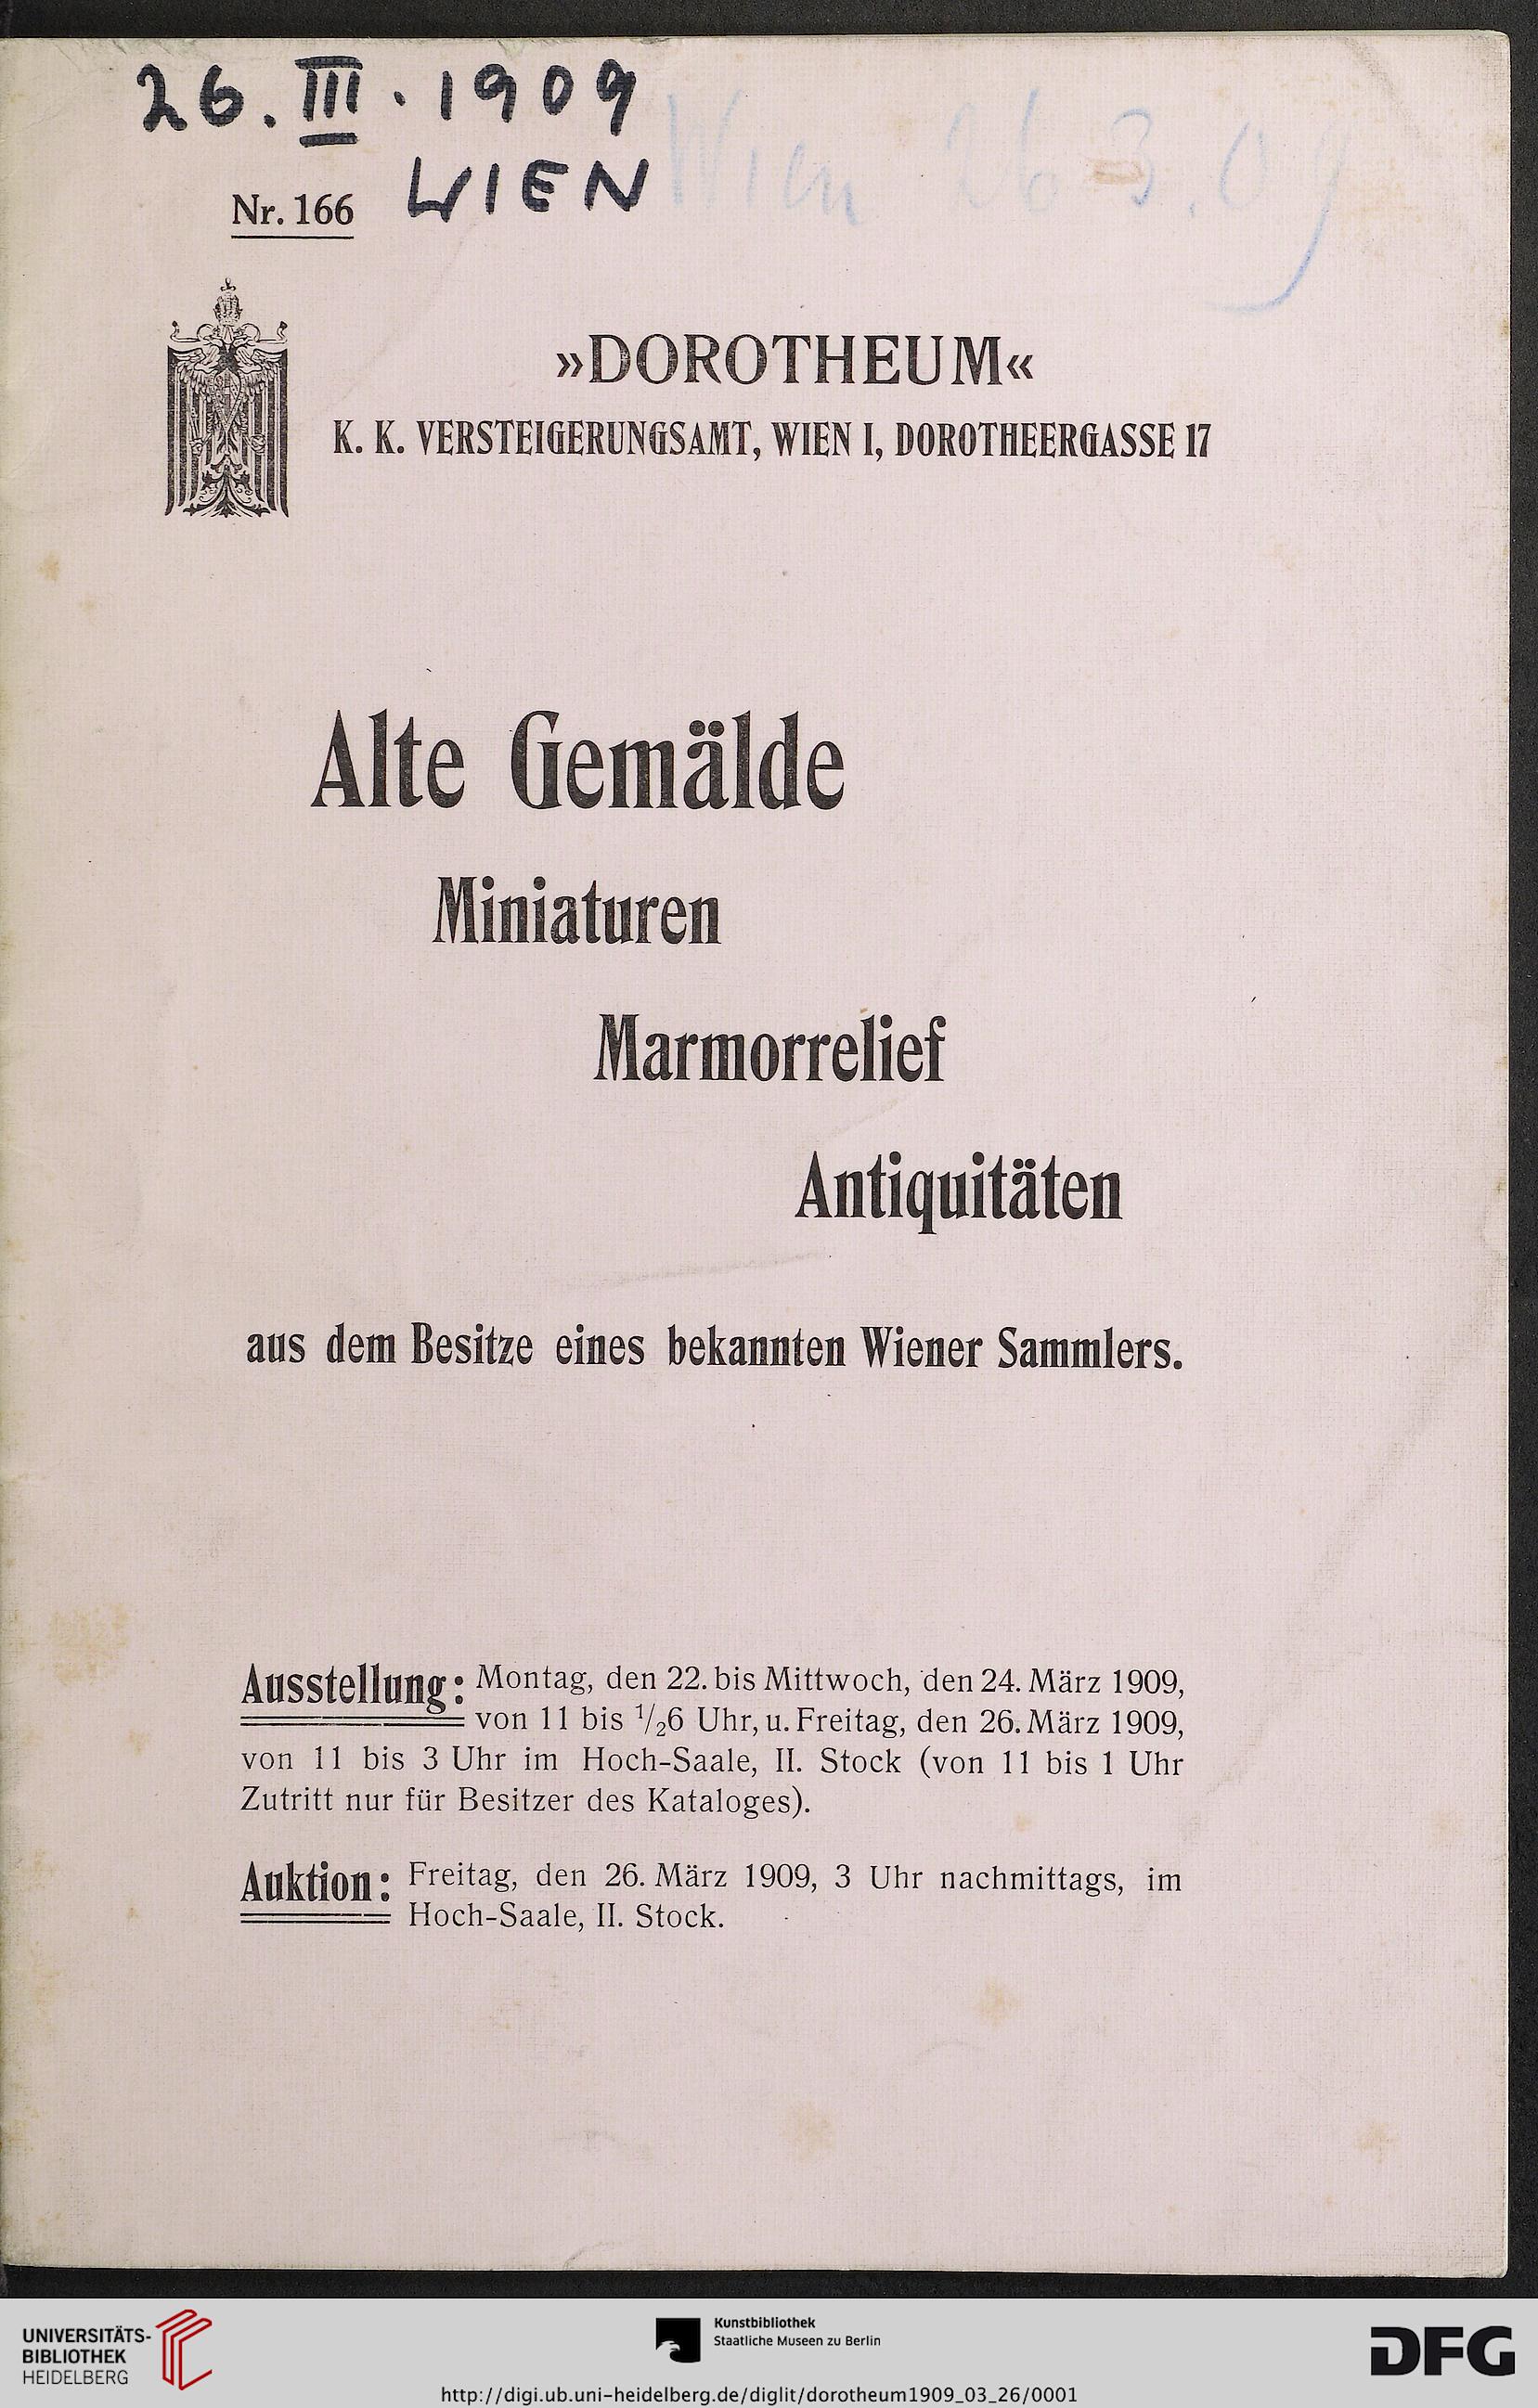 26. III. 1909
WIEN
Wien 26 3. 09
Nr. 166
»DOROTHEUM«
K. K. VERSTEIGERUNGSAMT, WIEN I, DOROTHEERGASSE 17
Alte Gemälde
Miniaturen
Marmorrelief
Antiquitäten
aus dem Besitze eines bekannten Wiener Sammlers.
Ausstellung: Montag, den 22. bis Mittwoch, den 24. März 1909,
von 11 bis 1/26 Uhr, u. Freitag, den 26. März 1909,
von 11 bis 3 Uhr im Hoch-Saale, II. Stock (von 11 bis 1 Uhr
Zutritt nur für Besitzer des Kataloges).
Auktion: Freitag, den 26. März 1909, 3 Uhr nachmittags, im
Hoch-Saale, II. Stock.
UNIVERSITÄTS-
BIBLIOTHEK
HEIDELBERG
Kunstbibliothek
Staatliche Museen zu Berlin
DFG
http://digi.ub.uni-heidelberg.de/diglit/dorotheum1909_03_26/0001